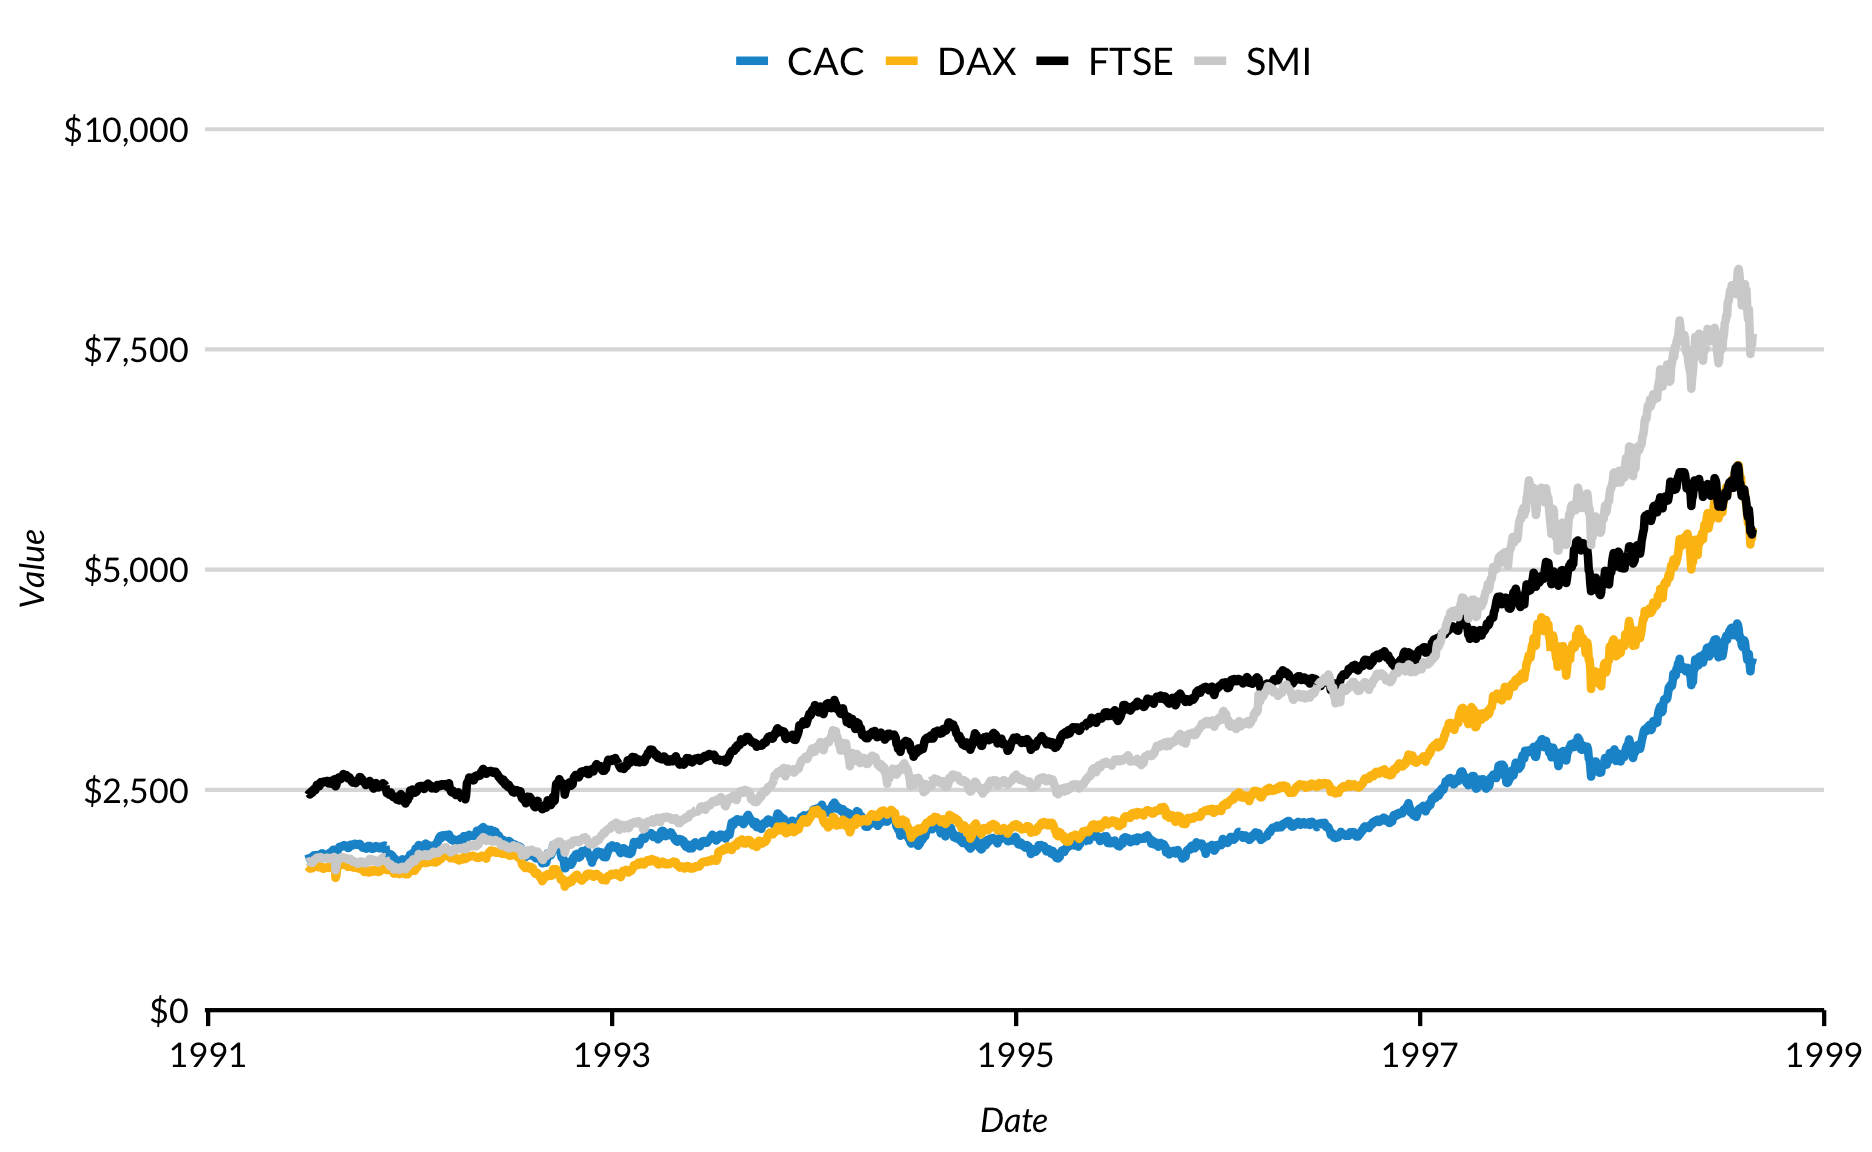 CAC DAX FTSE SMI
$10,000
$7,500
$5,000
$2,500
$0
Value
1991 1993 1995 1997 1999
Date